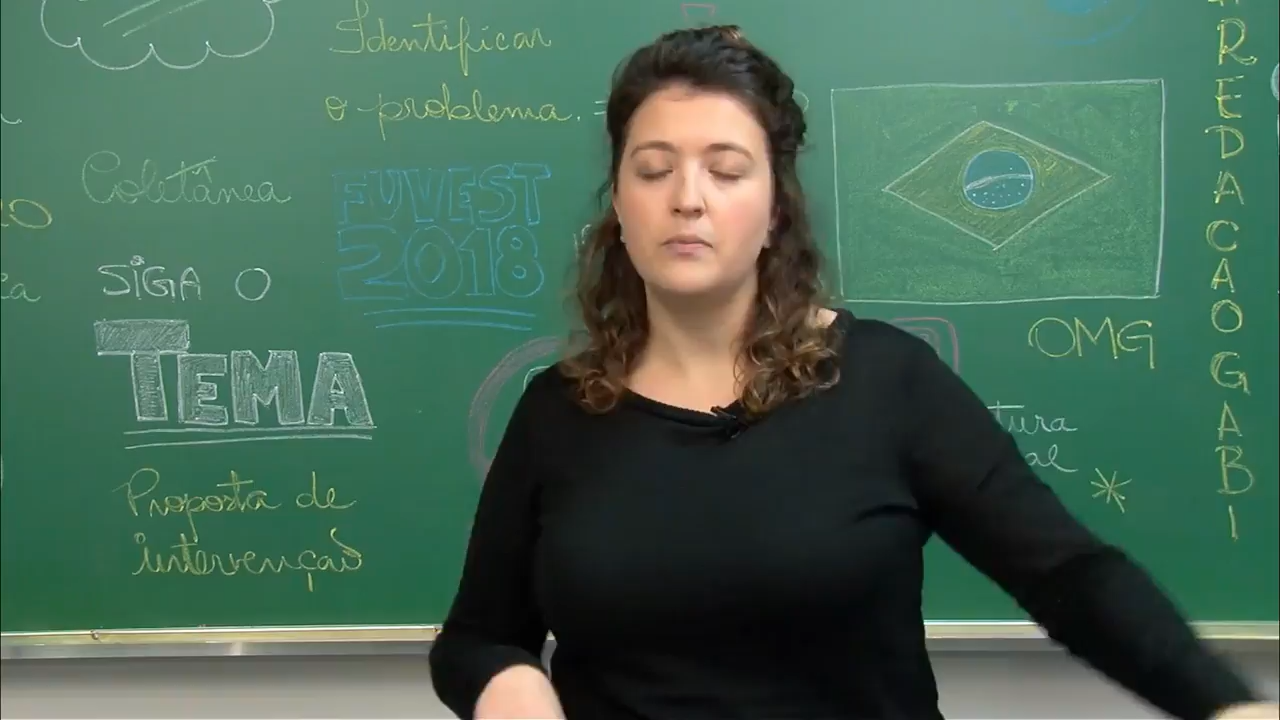 Identificar
o problema. =
Coletânea
FUVEST
2018
SIGA O
TEMA
Proposta de
intervenção
OMG
*
REDACAOGABI